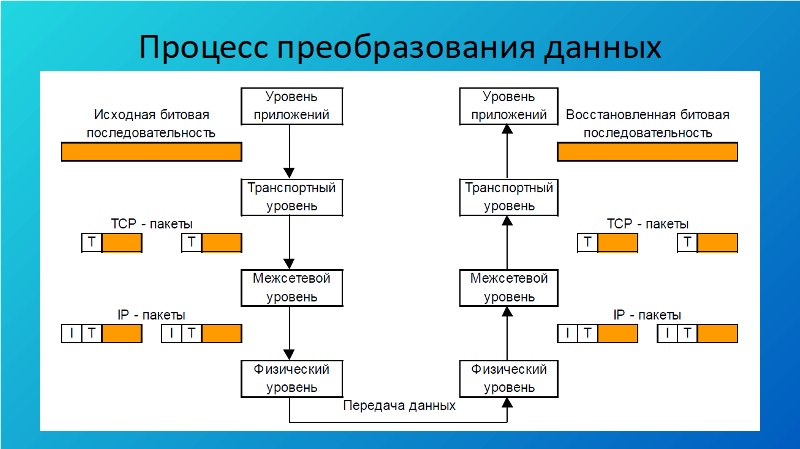 Процесс преобразования данных
Исходная битовая
последовательность
Уровень
приложений
Уровень
приложений
Восстановленная битовая
последовательность
Транспортный
уровень
Транспортный
уровень
TCP - пакеты
T
T
TCP - пакеты
T
T
Межсетевой
уровень
Межсетевой
уровень
IP - пакеты
I T
I T
IP - пакеты
I T
I T
Физический
уровень
Физический
уровень
Передача данных